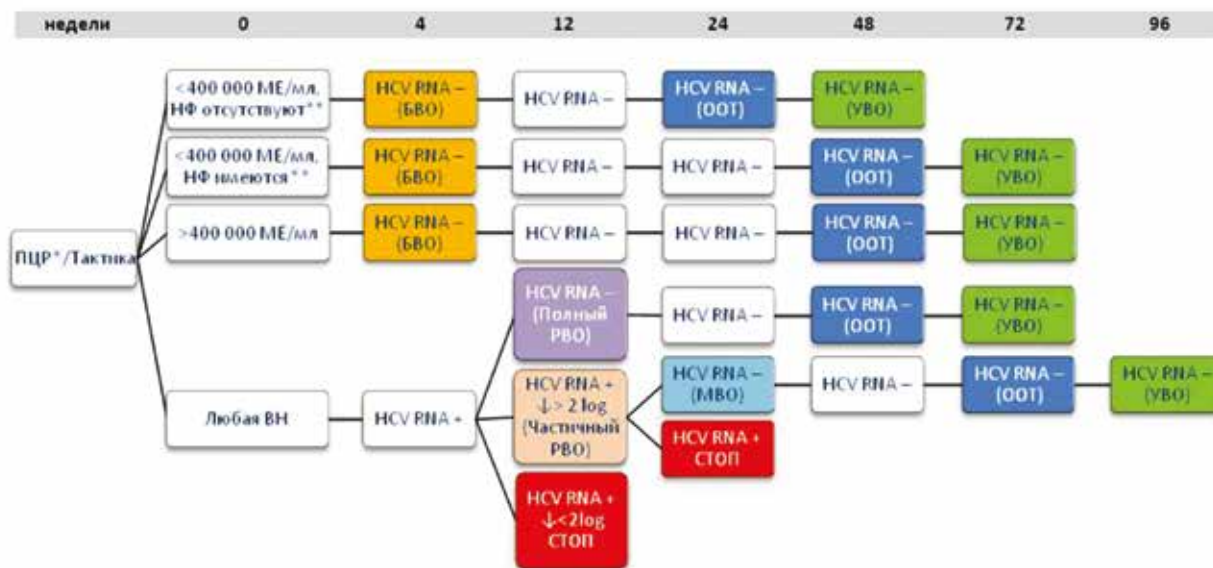 недели 0 4 12 24 48 72 96
<400 000 МЕ/мл,
НФ отсутствуют**
HCV RNA –
(БВО)
HCV RNA –
HCV RNA –
(ООТ)
HCV RNA –
(УВО)
<400 000 МЕ/мл,
НФ имеются**
HCV RNA –
(БВО)
HCV RNA –
HCV RNA –
HCV RNA –
(ООТ)
HCV RNA –
(УВО)
>400 000 МЕ/мл
HCV RNA –
(БВО)
HCV RNA –
HCV RNA –
HCV RNA –
(ООТ)
HCV RNA –
(УВО)
ПЦР*/Тактика
HCV RNA –
(Полный
РВО)
HCV RNA –
HCV RNA –
(ООТ)
HCV RNA –
(УВО)
Любая ВН
HCV RNA +
HCV RNA +
↓> 2 log
(Частичный
РВО)
HCV RNA –
(МВО)
HCV RNA –
HCV RNA –
(ООТ)
HCV RNA –
(УВО)
HCV RNA +
СТОП
HCV RNA +
↓<2log
СТОП